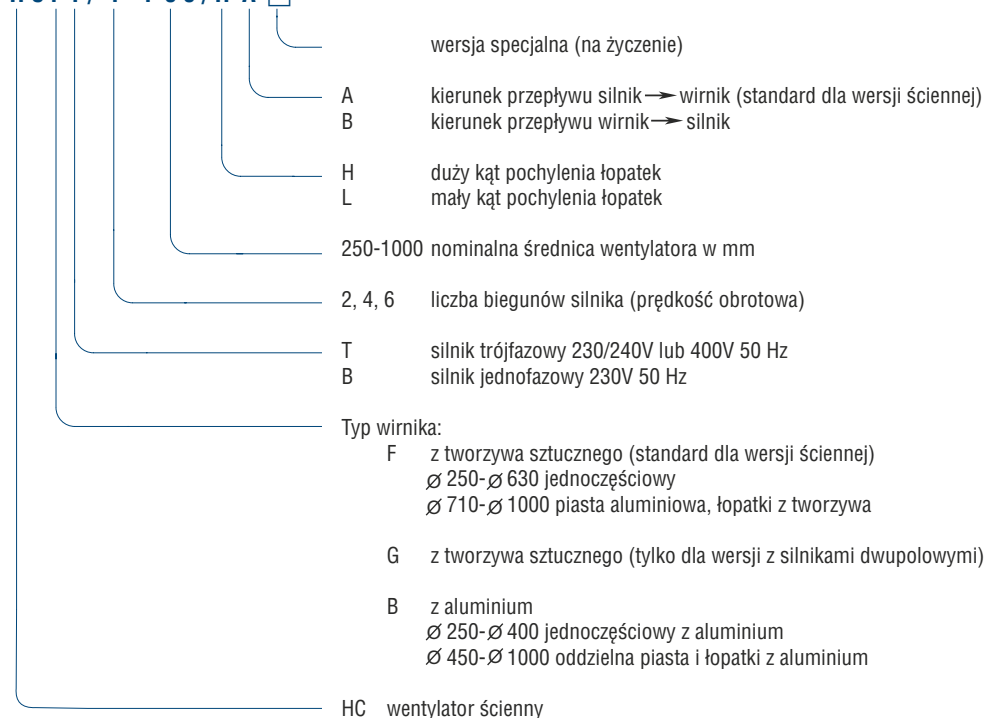 wersja specjalna (na życzenie)
A kierunek przepływu silnik → wirnik (standard dla wersji ściennej)
B kierunek przepływu wirnik → silnik
H duży kąt pochylenia łopatek
L mały kąt pochylenia łopatek
250-1000 nominalna średnica wentylatora w mm
2, 4, 6 liczba biegunów silnika (prędkość obrotowa)
T silnik trójfazowy 230/240V lub 400V 50 Hz
B silnik jednofazowy 230V 50 Hz
Typ wirnika:
F z tworzywa sztucznego (standard dla wersji ściennej)
⌀ 250-⌀ 630 jednoczęściowy
⌀ 710-⌀ 1000 piasta aluminiowa, łopatki z tworzywa
G z tworzywa sztucznego (tylko dla wersji z silnikami dwupolowymi)
B z aluminium
⌀ 250-⌀ 400 jednoczęściowy z aluminium
⌀ 450-⌀ 1000 oddzielna piasta i łopatki z aluminium
HC wentylator ścienny